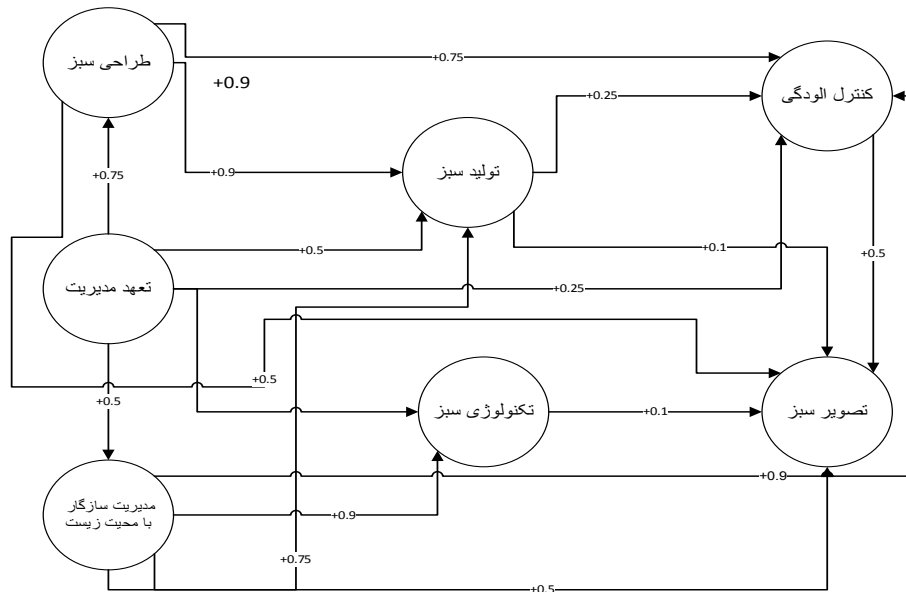 طراحی سبز
+0.75
کنترل الودگی
+0.9
+0.25
تولید سبز
+0.9
+0.75
+0.5
+0.1
+0.5
تعهد مدیریت
+0.25
+0.5
+0.5
تکنولوژی سبز
+0.1
تصویر سبز
+0.9
مدیریت سازگار
با محیت زیست
+0.9
+0.75
+0.5